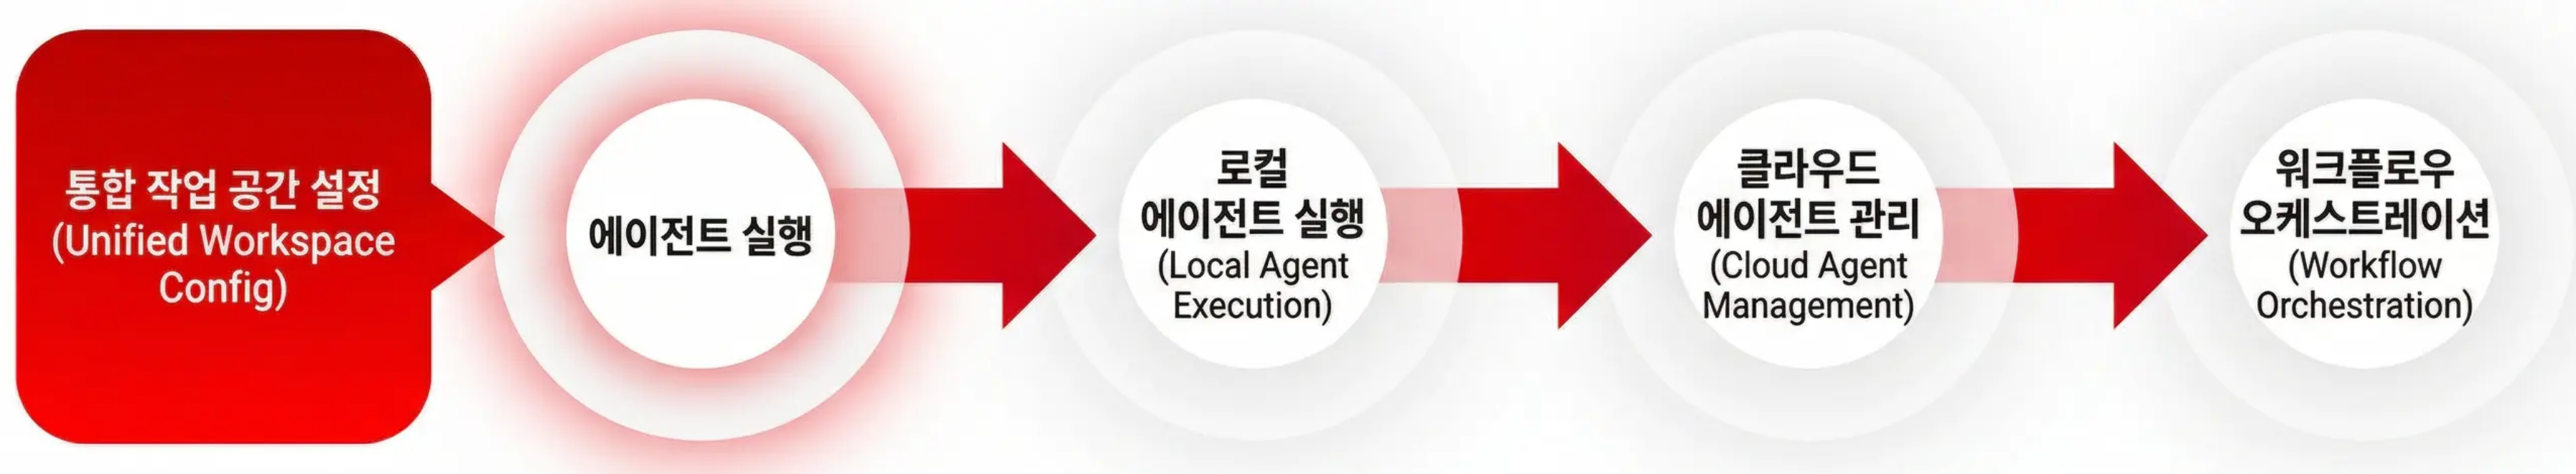 통합 작업 공간 설정
(Unified Workspace
Config)
에이전트 실행
로컬
에이전트 실행
(Local Agent
Execution)
클라우드
에이전트 관리
(Cloud Agent
Management)
워크플로우
오케스트레이션
(Workflow
Orchestration)